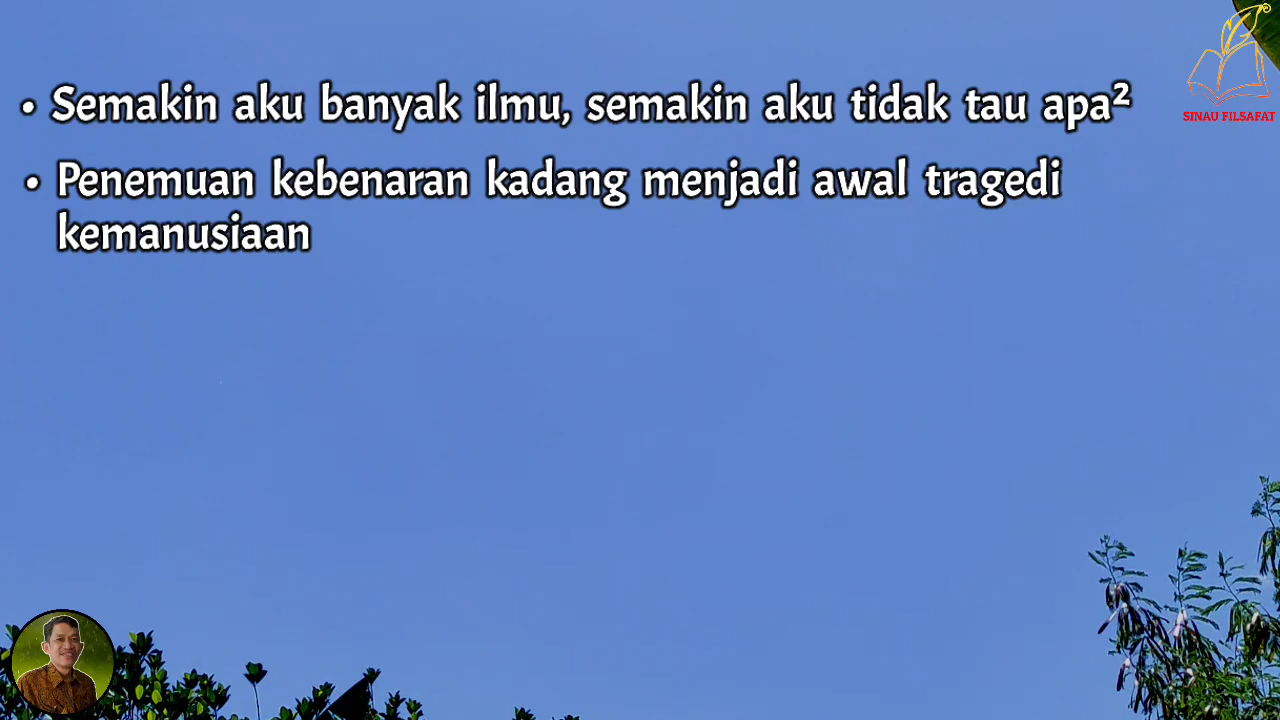 • Semakin aku banyak ilmu, semakin aku tidak tau apa²
• Penemuan kebenaran kadang menjadi awal tragedi
kemanusiaan
SINAU FILSAFAT